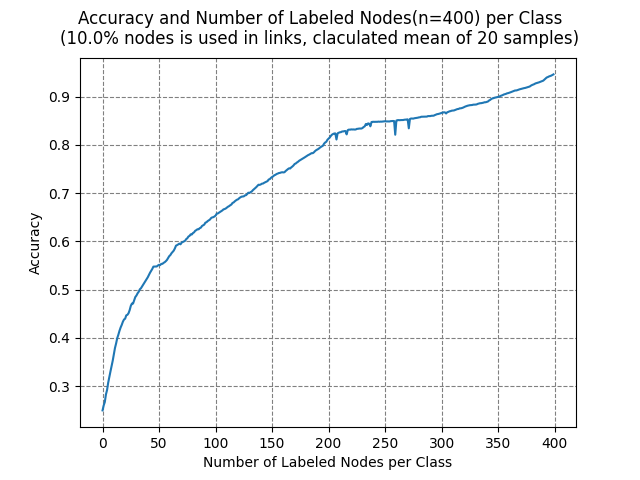 Accuracy and Number of Labeled Nodes(n=400) per Class
(10.0% nodes is used in links, claculated mean of 20 samples)
0.9
0.8
0.7
0.6
0.5
0.4
0.3
Accuracy
0 50 100 150 200 250 300 350 400
Number of Labeled Nodes per Class